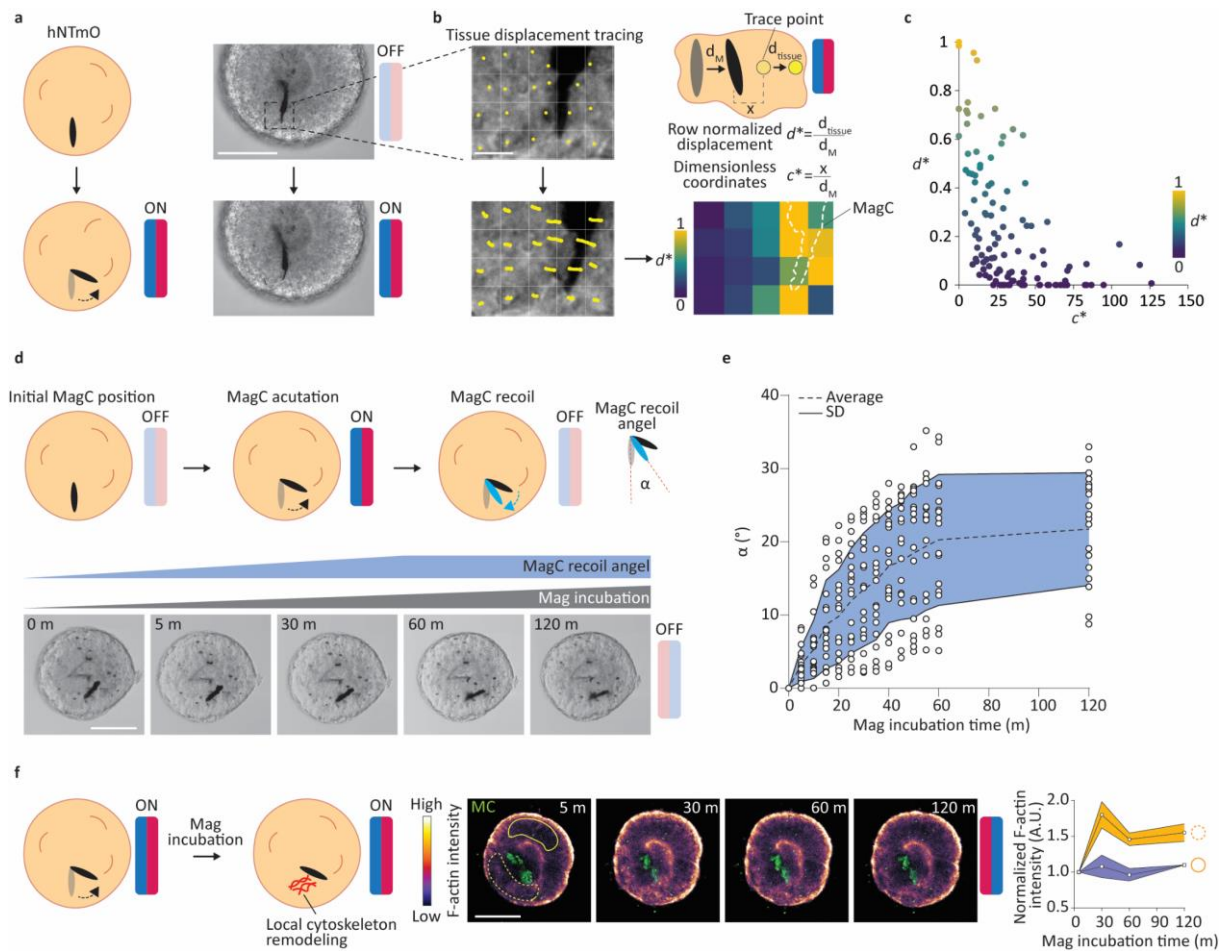 a
hNTmO
OFF
ON
ON
b
Tissue displacement tracing
Trace point
d_M
d_tissue
x
Row normalized
displacement
d* = d_tissue / d_M
Dimensionless
coordinates
c* = x / d_M
MagC
1
d*
0
c
1
0.8
0.6
d*
0.4
0.2
0
0 25 50 75 100 125 150
c*
1
d*
0
d
Initial MagC position
OFF
MagC acutation
ON
MagC recoil
OFF
MagC recoil
angel
α
MagC recoil angel
Mag incubation
0 m
5 m
30 m
60 m
120 m
OFF
e
Average
SD
40
30
20
10
0
α (°)
0 20 40 60 80 100 120
Mag incubation time (m)
f
ON
Mag
incubation
ON
Local cytoskeleton
remodeling
High
F-actin intensity
Low
MC
5 m
30 m
60 m
120 m
Normalized F-actin
intensity (A.U.)
2.0
1.5
1.0
0.5
0 30 60 90 120
Mag incubation time (m)